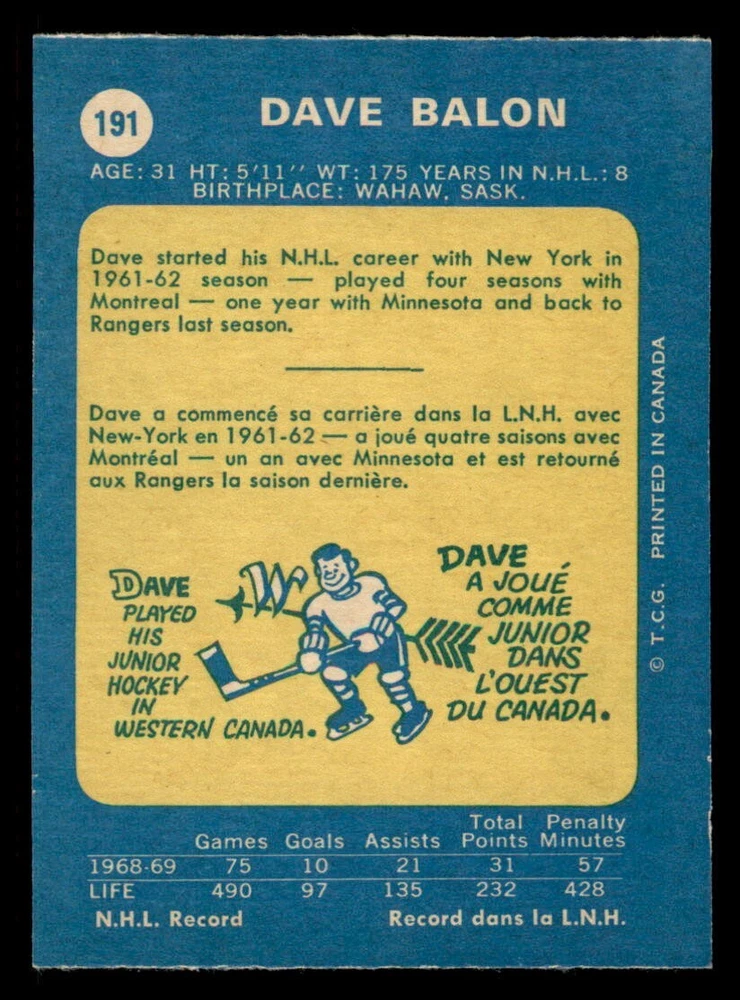 191
DAVE BALON
AGE: 31 HT: 5'11'' WT: 175 YEARS IN N.H.L.: 8
BIRTHPLACE: WAHAW, SASK.
Dave started his N.H.L. career with New York in
1961-62 season — played four seasons with
Montreal — one year with Minnesota and back to
Rangers last season.
Dave a commencé sa carrière dans la L.N.H. avec
New-York en 1961-62 — a joué quatre saisons avec
Montréal — un an avec Minnesota et est retourné
aux Rangers la saison dernière.
DAVE
PLAYED
HIS
JUNIOR
HOCKEY
IN
WESTERN CANADA.
W
DAVE
A JOUÉ
COMME
JUNIOR
DANS
L'OUEST
DU CANADA.
© T.C.G. PRINTED IN CANADA
Total Penalty
Games Goals Assists Points Minutes
1968-69 75 10 21 31 57
LIFE 490 97 135 232 428
N.H.L. Record Record dans la L.N.H.